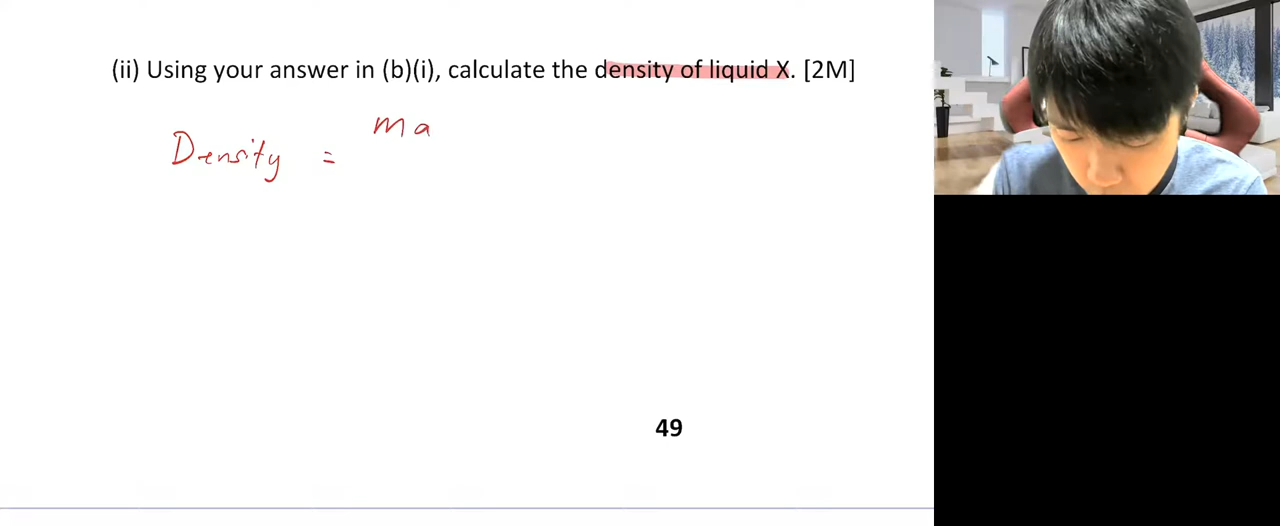 (ii) Using your answer in (b)(i), calculate the density of liquid X. [2M]
ma
Density =
49